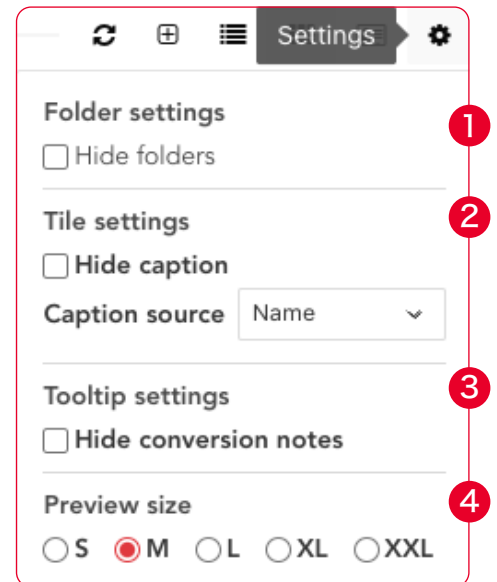 Settings
Folder settings
1
Hide folders
Tile settings
2
Hide caption
Caption source Name
Tooltip settings
3
Hide conversion notes
Preview size
4
S M L XL XXL